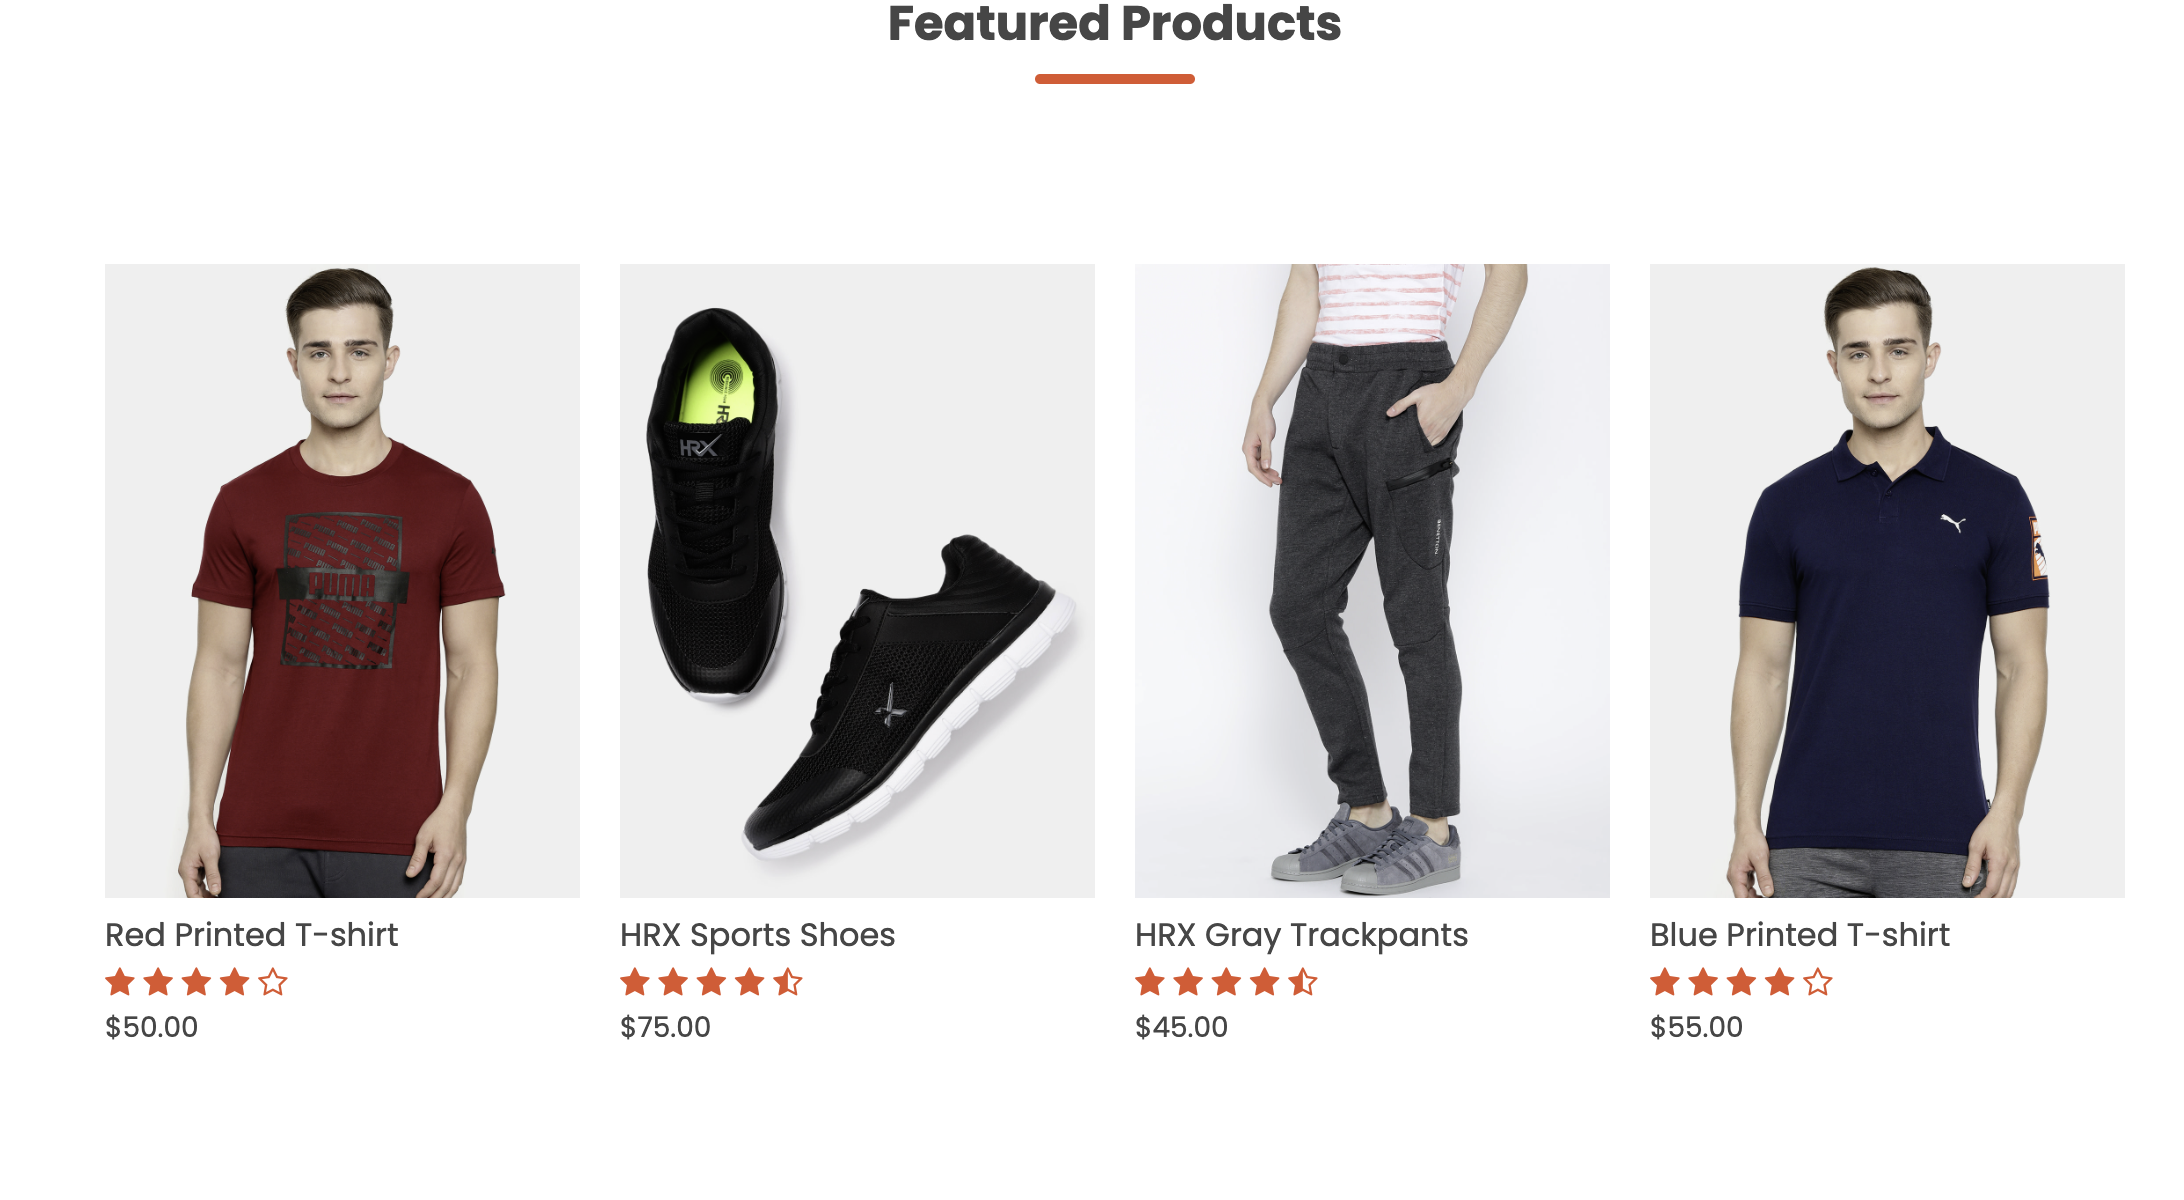 Featured Products
HRX
PUMA
BENETTON
Red Printed T-shirt
HRX Sports Shoes
HRX Gray Trackpants
Blue Printed T-shirt
$50.00
$75.00
$45.00
$55.00